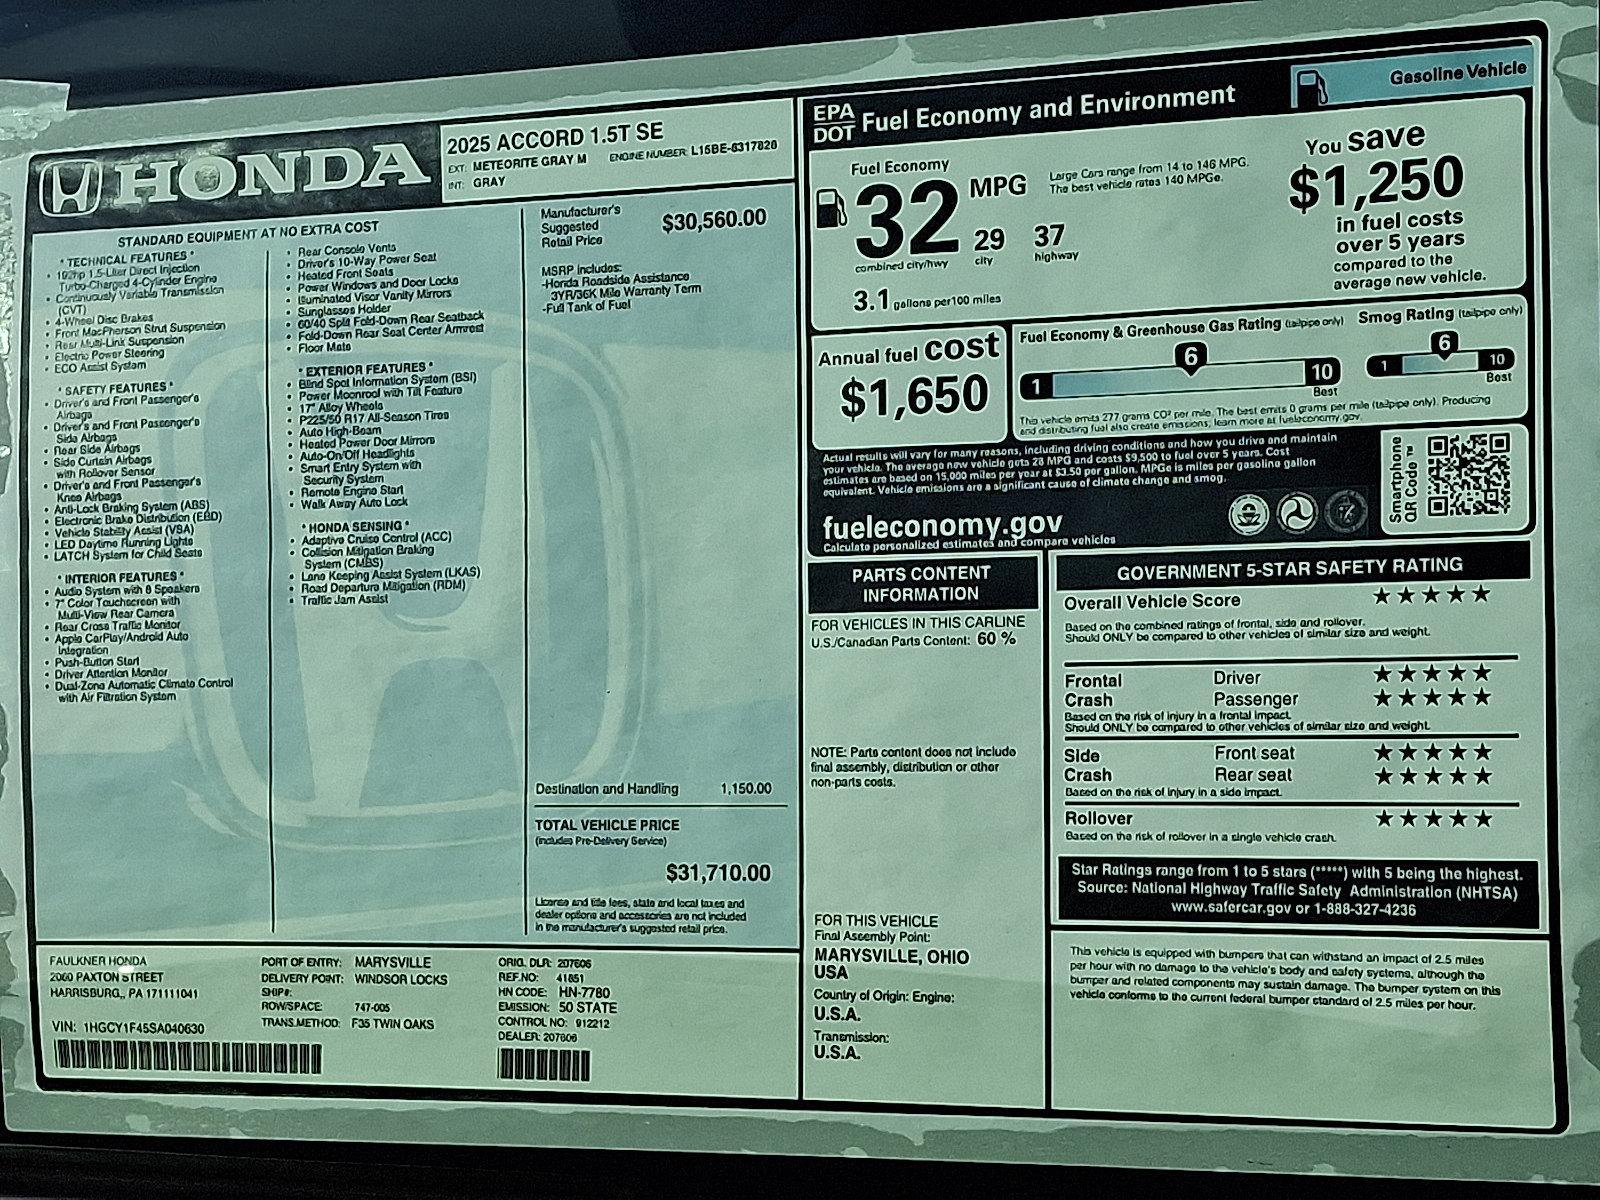 HONDA
2025 ACCORD 1.5T SE
EXT: METEORITE GRAY M ENGINE NUMBER: L15BE-8317828
INT: GRAY
STANDARD EQUIPMENT AT NO EXTRA COST
* TECHNICAL FEATURES *
• 192hp 1.5-Liter Direct Injection
Turbo-Charged 4-Cylinder Engine
• Continuously Variable Transmission
(CVT)
• 4-Wheel Disc Brakes
• Front MacPherson Strut Suspension
• Rear Multi-Link Suspension
• Electric Power Steering
• ECO Assist System
* SAFETY FEATURES *
• Driver's and Front Passenger's
Airbags
• Driver's and Front Passenger's
Side Airbags
• Rear Side Airbags
• Side Curtain Airbags
with Rollover Sensor
• Driver's and Front Passenger's
Knee Airbags
• Anti-Lock Braking System (ABS)
• Electronic Brake Distribution (EBD)
• Vehicle Stability Assist (VSA)
• LED Daytime Running Lights
• LATCH System for Child Seats
* INTERIOR FEATURES *
• Audio System with 8 Speakers
• 7" Color Touchscreen with
Multi-View Rear Camera
• Rear Cross Traffic Monitor
• Apple CarPlay/Android Auto
Integration
• Push-Button Start
• Driver Attention Monitor
• Dual-Zone Automatic Climate Control
with Air Filtration System
• Rear Console Vents
• Driver's 10-Way Power Seat
• Heated Front Seats
• Power Windows and Door Locks
• Illuminated Visor Vanity Mirrors
• Sunglasses Holder
• 60/40 Split Fold-Down Rear Seatback
• Fold-Down Rear Seat Center Armrest
• Floor Mats
* EXTERIOR FEATURES *
• Blind Spot Information System (BSI)
• Power Moonroof with Tilt Feature
• 17" Alloy Wheels
• P225/50 R17 All-Season Tires
• Auto High-Beam
• Heated Power Door Mirrors
• Auto-On/Off Headlights
• Smart Entry System with
Security System
• Remote Engine Start
• Walk Away Auto Lock
* HONDA SENSING *
• Adaptive Cruise Control (ACC)
• Collision Mitigation Braking
System (CMBS)
• Lane Keeping Assist System (LKAS)
• Road Departure Mitigation (RDM)
• Traffic Jam Assist
Manufacturer's
Suggested
Retail Price $30,560.00
MSRP Includes:
-Honda Roadside Assistance
3YR/36K Mile Warranty Term
-Full Tank of Fuel
Destination and Handling 1,150.00
TOTAL VEHICLE PRICE
(Includes Pre-Delivery Service)
$31,710.00
License and title fees, state and local taxes and
dealer options and accessories are not included
in the manufacturer's suggested retail price.
FAULKNER HONDA
2060 PAXTON STREET
HARRISBURG,, PA 171111041
VIN: 1HGCY1F45SA040630
PORT OF ENTRY: MARYSVILLE
DELIVERY POINT: WINDSOR LOCKS
SHIP#:
ROW/SPACE: 747-005
TRANS.METHOD: F35 TWIN OAKS
ORIG. DLR: 207606
REF.NO: 41851
HN CODE: HN-7780
EMISSION: 50 STATE
CONTROL NO: 912212
DEALER: 207606
EPA
DOT Fuel Economy and Environment
Gasoline Vehicle
Fuel Economy
32 MPG
combined city/hwy
29
city
37
highway
Large Cars range from 14 to 146 MPG.
The best vehicle rates 140 MPGe.
3.1 gallons per 100 miles
You save
$1,250
in fuel costs
over 5 years
compared to the
average new vehicle.
Annual fuel cost
$1,650
Fuel Economy & Greenhouse Gas Rating (tailpipe only)
1 6 10
Best
Smog Rating (tailpipe only)
1 6 10
Best
This vehicle emits 277 grams CO² per mile. The best emits 0 grams per mile (tailpipe only). Producing
and distributing fuel also create emissions; learn more at fueleconomy.gov.
Actual results will vary for many reasons, including driving conditions and how you drive and maintain
your vehicle. The average new vehicle gets 28 MPG and costs $9,500 to fuel over 5 years. Cost
estimates are based on 15,000 miles per year at $3.50 per gallon. MPGe is miles per gasoline gallon
equivalent. Vehicle emissions are a significant cause of climate change and smog.
fueleconomy.gov
Calculate personalized estimates and compare vehicles
Smartphone
QR Code™
PARTS CONTENT
INFORMATION
FOR VEHICLES IN THIS CARLINE
U.S./Canadian Parts Content: 60 %
NOTE: Parts content does not include
final assembly, distribution or other
non-parts costs.
FOR THIS VEHICLE
Final Assembly Point:
MARYSVILLE, OHIO
USA
Country of Origin: Engine:
U.S.A.
Transmission:
U.S.A.
GOVERNMENT 5-STAR SAFETY RATING
Overall Vehicle Score ★★★★★
Based on the combined ratings of frontal, side and rollover.
Should ONLY be compared to other vehicles of similar size and weight.
Frontal Driver ★★★★★
Crash Passenger ★★★★★
Based on the risk of injury in a frontal impact.
Should ONLY be compared to other vehicles of similar size and weight.
Side Front seat ★★★★★
Crash Rear seat ★★★★★
Based on the risk of injury in a side impact.
Rollover ★★★★★
Based on the risk of rollover in a single vehicle crash.
Star Ratings range from 1 to 5 stars (*****) with 5 being the highest.
Source: National Highway Traffic Safety Administration (NHTSA)
www.safercar.gov or 1-888-327-4236
This vehicle is equipped with bumpers that can withstand an impact of 2.5 miles
per hour with no damage to the vehicle's body and safety systems, although the
bumper and related components may sustain damage. The bumper system on this
vehicle conforms to the current federal bumper standard of 2.5 miles per hour.